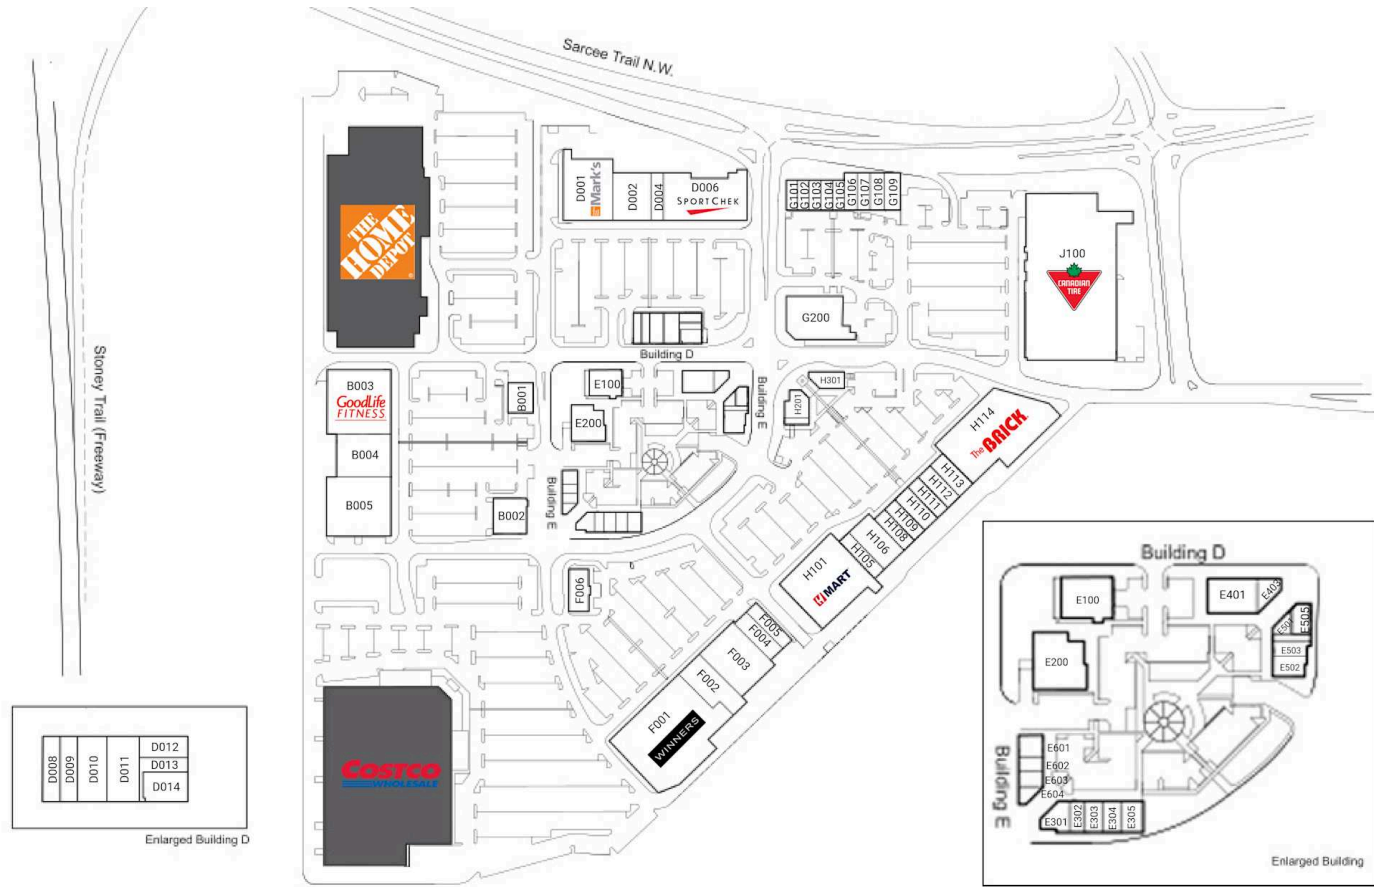 Sarcee Trail N.W.
Stoney Trail (Freeway)
THE
HOME
DEPOT
D001
Mark's
D002
D004
D006
SPORTCHEK
G101
G102
G103
G104
G105
G106
G107
G108
G109
J100
CANADIAN
TIRE
G200
Building D
B003
GoodLife
FITNESS
B004
B005
B001
B002
E100
E200
Building E
Building E
H201
H301
H114
The BRICK
H113
H112
H111
H110
H109
H108
H106
H105
H101
H MART
F006
F005
F004
F003
F002
F001
WINNERS
COSTCO
WHOLESALE
D008
D009
D010
D011
D012
D013
D014
Enlarged Building D
Building D
E100
E200
E401
E403
E501
E505
E503
E502
Building E
E601
E602
E603
E604
E301
E302
E303
E304
E305
Enlarged Building